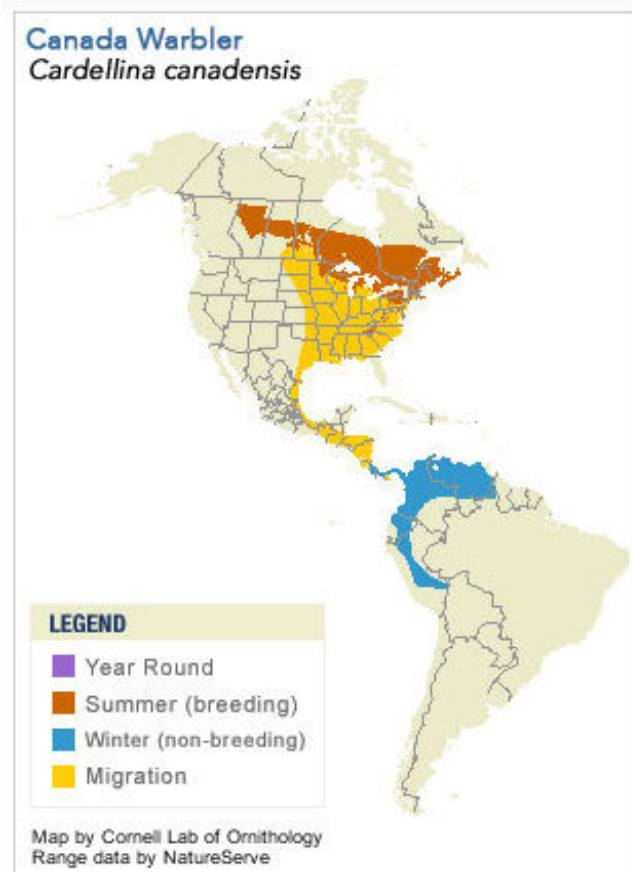 Canada Warbler
Cardellina canadensis
LEGEND
Year Round
Summer (breeding)
Winter (non-breeding)
Migration
Map by Cornell Lab of Ornithology
Range data by NatureServe